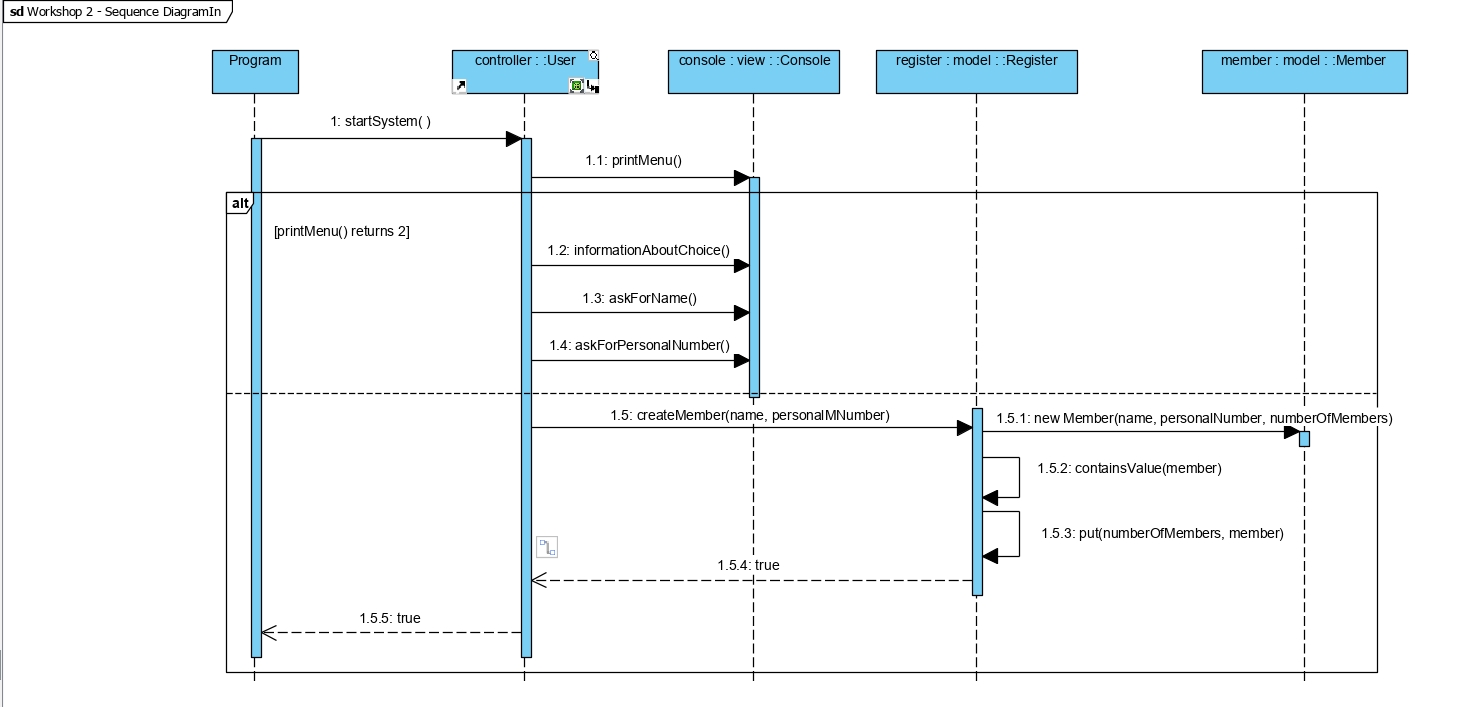 sd Workshop 2 - Sequence DiagramIn
Program
controller : :User
console : view : :Console
register : model : :Register
member : model : :Member
1: startSystem( )
1.1: printMenu()
alt
[printMenu() returns 2]
1.2: informationAboutChoice()
1.3: askForName()
1.4: askForPersonalNumber()
1.5: createMember(name, personalMNumber)
1.5.1: new Member(name, personalNumber, numberOfMembers)
1.5.2: containsValue(member)
1.5.3: put(numberOfMembers, member)
1.5.4: true
1.5.5: true